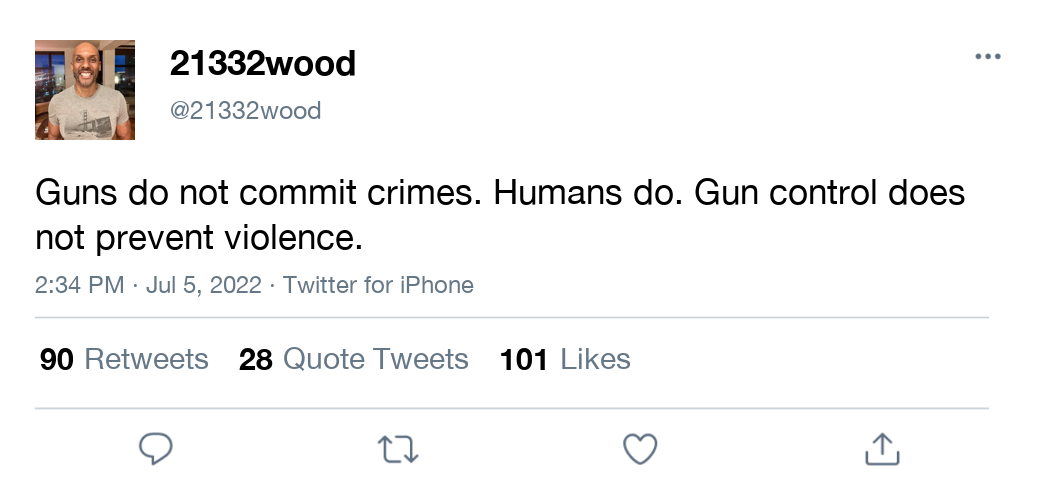 21332wood
@21332wood
Guns do not commit crimes. Humans do. Gun control does
not prevent violence.
2:34 PM · Jul 5, 2022 · Twitter for iPhone
90 Retweets 28 Quote Tweets 101 Likes